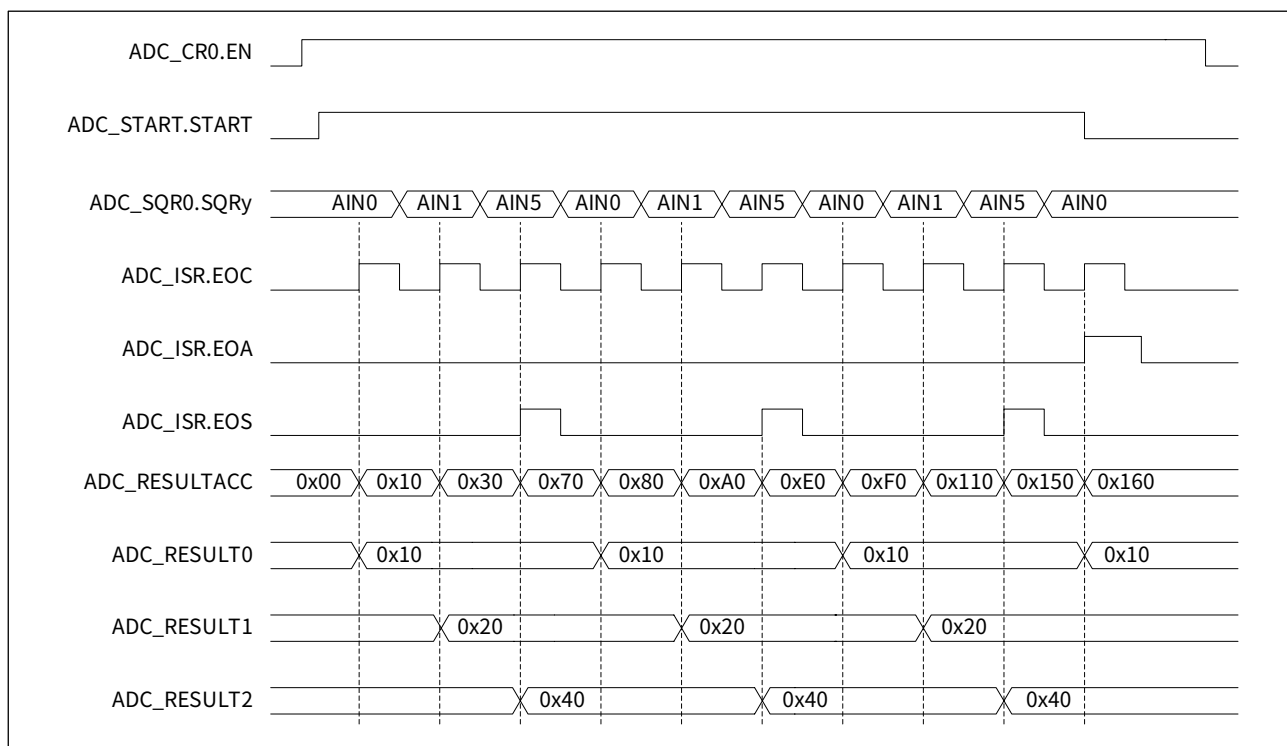 ADC_CR0.EN
ADC_START.START
ADC_SQR0.SQRy AIN0 AIN1 AIN5 AIN0 AIN1 AIN5 AIN0 AIN1 AIN5 AIN0
ADC_ISR.EOC
ADC_ISR.EOA
ADC_ISR.EOS
ADC_RESULTACC 0x00 0x10 0x30 0x70 0x80 0xA0 0xE0 0xF0 0x110 0x150 0x160
ADC_RESULT0 0x10 0x10 0x10 0x10
ADC_RESULT1 0x20 0x20 0x20
ADC_RESULT2 0x40 0x40 0x40